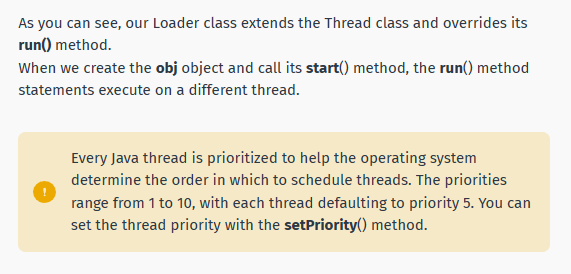 As you can see, our Loader class extends the Thread class and overrides its
run() method.
When we create the obj object and call its start() method, the run() method
statements execute on a different thread.
Every Java thread is prioritized to help the operating system
determine the order in which to schedule threads. The priorities
range from 1 to 10, with each thread defaulting to priority 5. You can
set the thread priority with the setPriority() method.